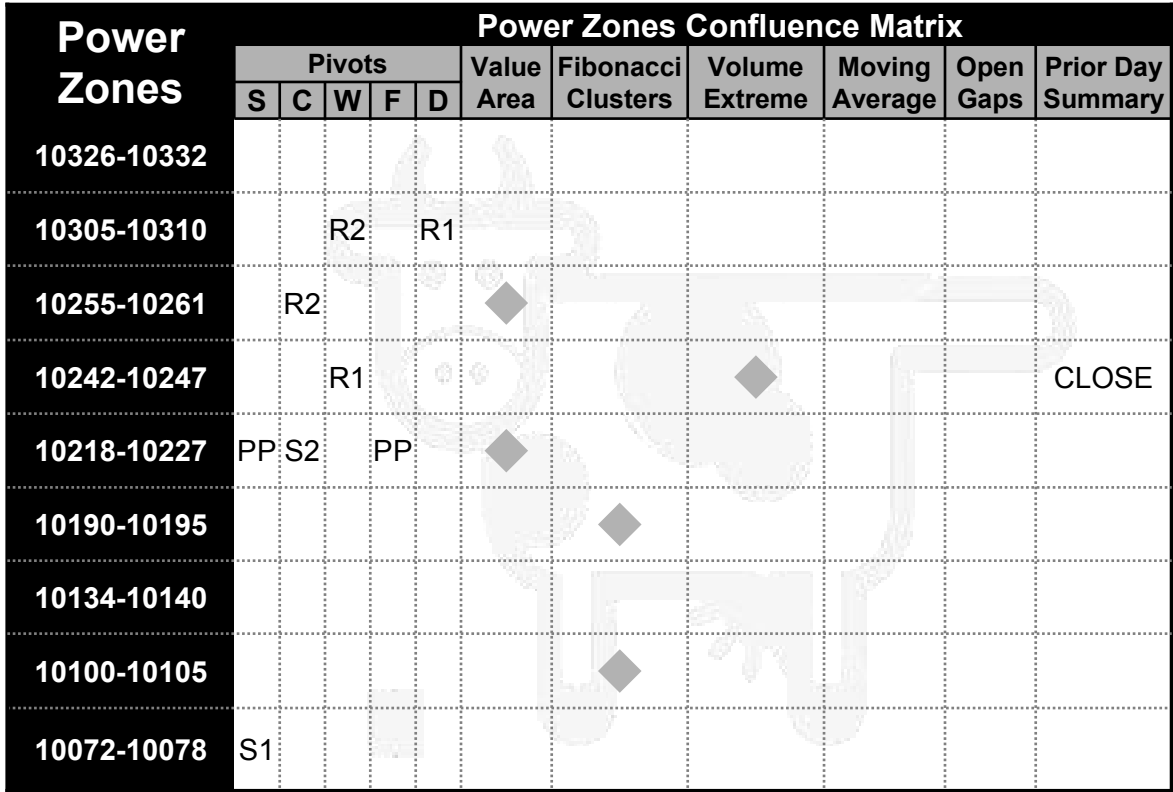 Power Zones
Power Zones Confluence Matrix
Pivots
Value Area
Fibonacci Clusters
Volume Extreme
Moving Average
Open Gaps
Prior Day Summary
S C W F D
10326-10332
10305-10310 R2 R1
10255-10261 R2
10242-10247 R1 CLOSE
10218-10227 PP S2 PP
10190-10195
10134-10140
10100-10105
10072-10078 S1